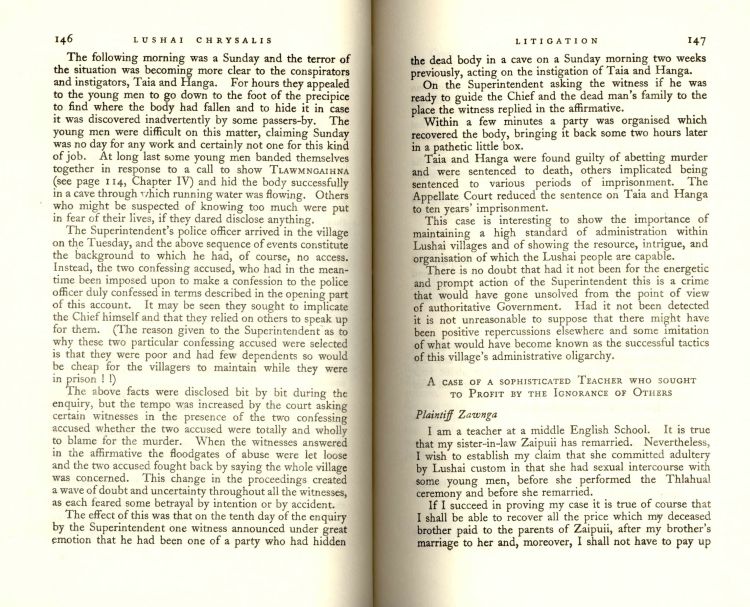 146 LUSHAI CHRYSALIS
The following morning was a Sunday and the terror of
the situation was becoming more clear to the conspirators
and instigators, Taia and Hanga. For hours they appealed
to the young men to go down to the foot of the precipice
to find where the body had fallen and to hide it in case
it was discovered inadvertently by some passers-by. The
young men were difficult on this matter, claiming Sunday
was no day for any work and certainly not one for this kind
of job. At long last some young men banded themselves
together in response to a call to show TLAWMNGAIHNA
(see page 114, Chapter IV) and hid the body successfully
in a cave through which running water was flowing. Others
who might be suspected of knowing too much were put
in fear of their lives, if they dared disclose anything.
The Superintendent's police officer arrived in the village
on the Tuesday, and the above sequence of events constitute
the background to which he had, of course, no access.
Instead, the two confessing accused, who had in the mean-
time been imposed upon to make a confession to the police
officer duly confessed in terms described in the opening part
of this account. It may be seen they sought to implicate
the Chief himself and that they relied on others to speak up
for them. (The reason given to the Superintendent as to
why these two particular confessing accused were selected
is that they were poor and had few dependents so would
be cheap for the villagers to maintain while they were
in prison ! !)
The above facts were disclosed bit by bit during the
enquiry, but the tempo was increased by the court asking
certain witnesses in the presence of the two confessing
accused whether the two accused were totally and wholly
to blame for the murder. When the witnesses answered
in the affirmative the floodgates of abuse were let loose
and the two accused fought back by saying the whole village
was concerned. This change in the proceedings created
a wave of doubt and uncertainty throughout all the witnesses,
as each feared some betrayal by intention or by accident.
The effect of this was that on the tenth day of the enquiry
by the Superintendent one witness announced under great
emotion that he had been one of a party who had hidden
LITIGATION 147
the dead body in a cave on a Sunday morning two weeks
previously, acting on the instigation of Taia and Hanga.
On the Superintendent asking the witness if he was
ready to guide the Chief and the dead man's family to the
place the witness replied in the affirmative.
Within a few minutes a party was organised which
recovered the body, bringing it back some two hours later
in a pathetic little box.
Taia and Hanga were found guilty of abetting murder
and were sentenced to death, others implicated being
sentenced to various periods of imprisonment. The
Appellate Court reduced the sentence on Taia and Hanga
to ten years' imprisonment.
This case is interesting to show the importance of
maintaining a high standard of administration within
Lushai villages and of showing the resource, intrigue, and
organisation of which the Lushai people are capable.
There is no doubt that had it not been for the energetic
and prompt action of the Superintendent this is a crime
that would have gone unsolved from the point of view
of authoritative Government. Had it not been detected
it is not unreasonable to suppose that there might have
been positive repercussions elsewhere and some imitation
of what would have become known as the successful tactics
of this village's administrative oligarchy.
A CASE OF A SOPHISTICATED TEACHER WHO SOUGHT
TO PROFIT BY THE IGNORANCE OF OTHERS
Plaintiff Zawnga
I am a teacher at a middle English School. It is true
that my sister-in-law Zaipuii has remarried. Nevertheless,
I wish to establish my claim that she committed adultery
by Lushai custom in that she had sexual intercourse with
some young men, before she performed the Thlahual
ceremony and before she remarried.
If I succeed in proving my case it is true of course that
I shall be able to recover all the price which my deceased
brother paid to the parents of Zaipuii, after my brother's
marriage to her and, moreover, I shall not have to pay up